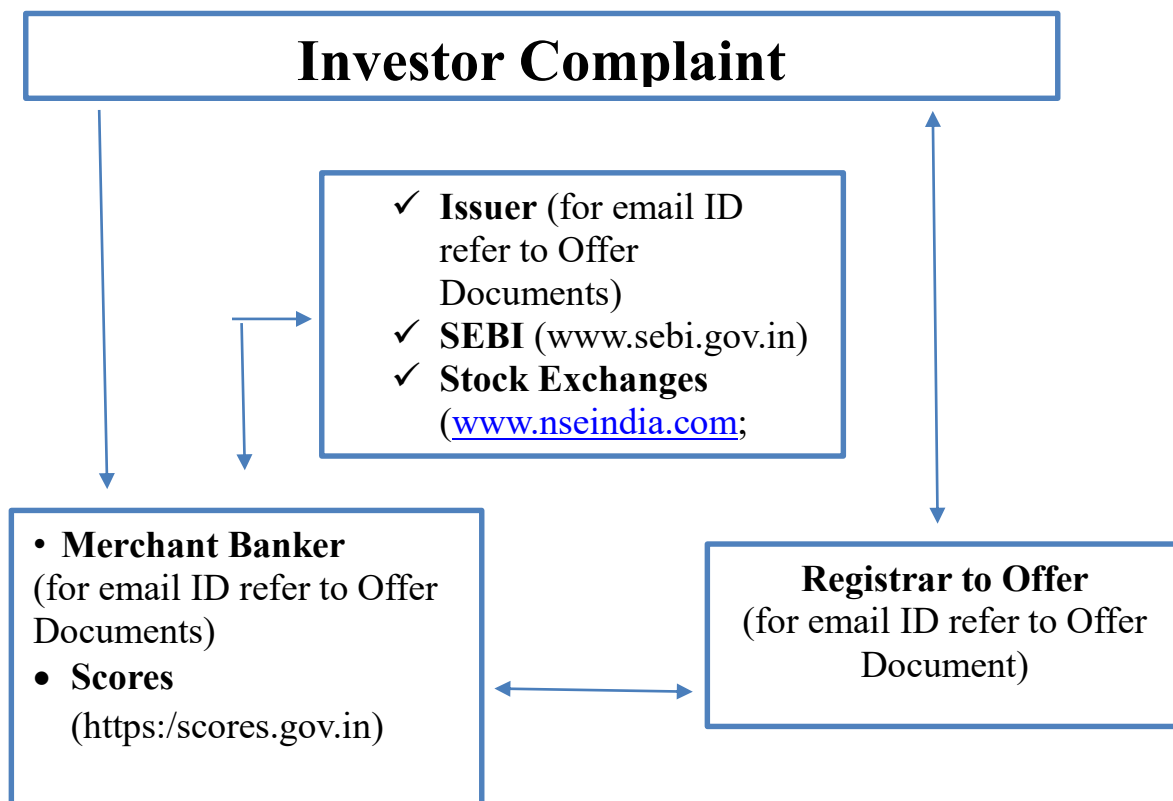 Investor Complaint
✓ Issuer (for email ID
refer to Offer
Documents)
✓ SEBI (www.sebi.gov.in)
✓ Stock Exchanges
(www.nseindia.com;
• Merchant Banker
(for email ID refer to Offer
Documents)
• Scores
(https:/scores.gov.in)
Registrar to Offer
(for email ID refer to Offer
Document)